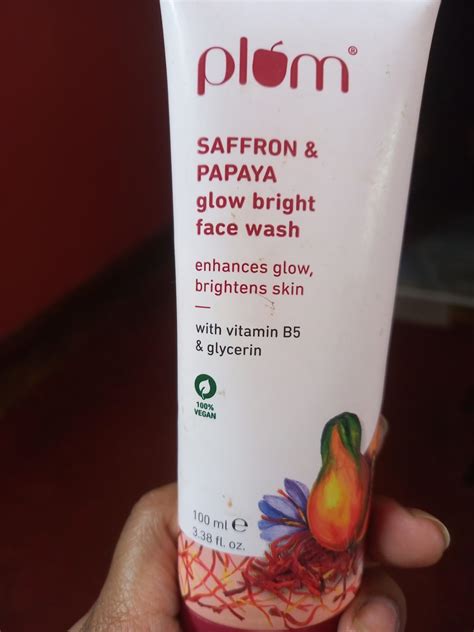 plum®
SAFFRON &
PAPAYA
glow bright
face wash
enhances glow,
brightens skin
with vitamin B5
& glycerin
100%
VEGAN
100 ml ℮
3.38 fl. oz.